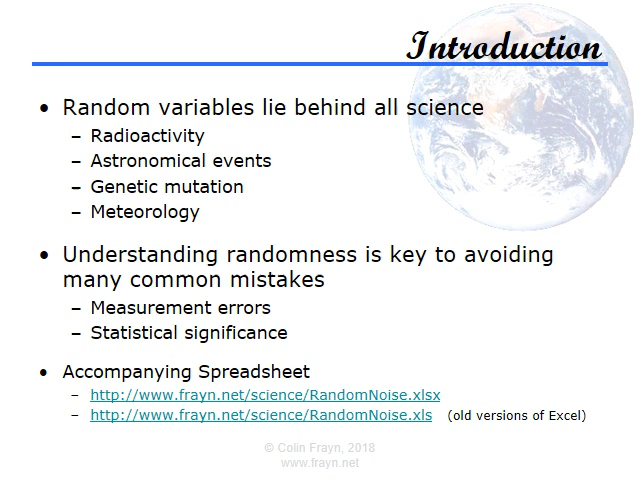 Introduction
• Random variables lie behind all science
– Radioactivity
– Astronomical events
– Genetic mutation
– Meteorology
• Understanding randomness is key to avoiding
many common mistakes
– Measurement errors
– Statistical significance
• Accompanying Spreadsheet
– http://www.frayn.net/science/RandomNoise.xlsx
– http://www.frayn.net/science/RandomNoise.xls (old versions of Excel)
© Colin Frayn, 2018
www.frayn.net